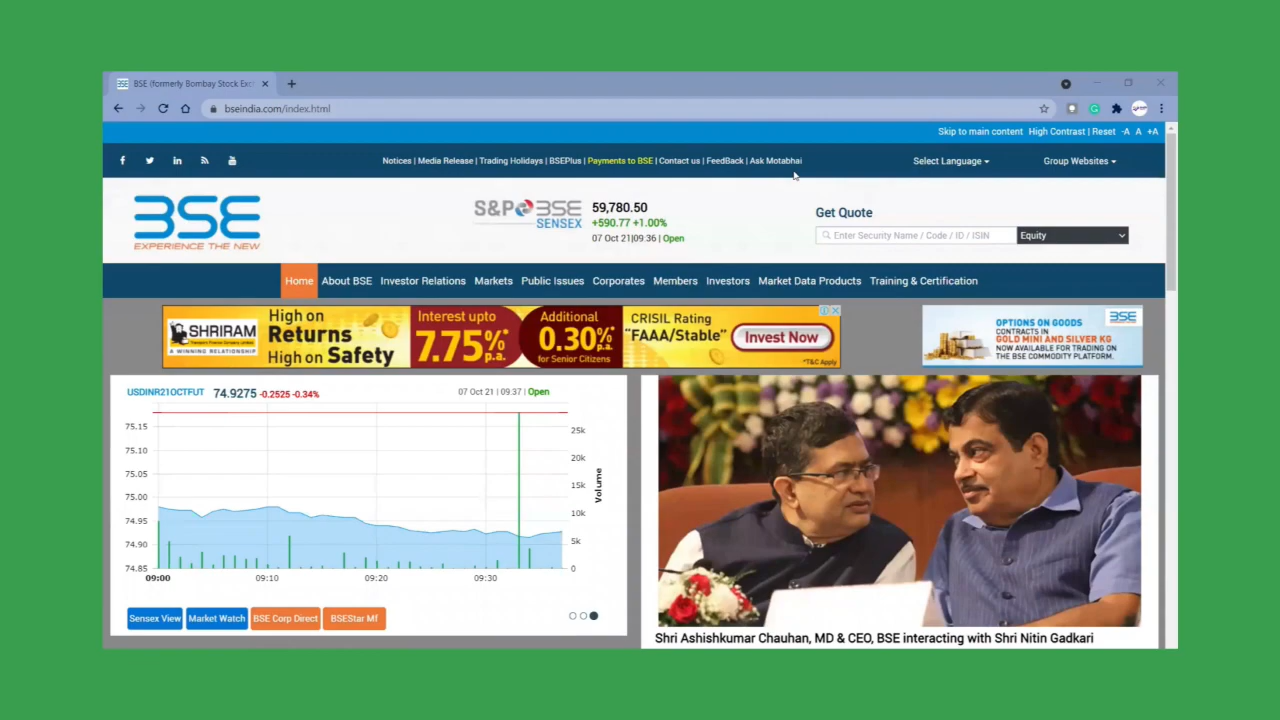 BSE (formerly Bombay Stock Exc
bseindia.com/index.html
Skip to main content High Contrast | Reset -A A +A
Notices | Media Release | Trading Holidays | BSEPlus | Payments to BSE | Contact us | FeedBack | Ask Motabhai
Select Language
Group Websites
BSE
EXPERIENCE THE NEW
S&P BSE
SENSEX
59,780.50
+590.77 +1.00%
07 Oct 21|09:36 | Open
Get Quote
Enter Security Name / Code / ID / ISIN
Equity
Home About BSE Investor Relations Markets Public Issues Corporates Members Investors Market Data Products Training & Certification
SHRIRAM
A WINNING RELATIONSHIP
High on
Returns
High on Safety
Interest upto
7.75%* p.a.
Additional
0.30%* p.a.
for Senior Citizens
CRISIL Rating
"FAAA/Stable"
Invest Now
*T&C Apply
BSE
OPTIONS ON GOODS
CONTRACTS IN
GOLD MINI AND SILVER KG
NOW AVAILABLE FOR TRADING ON
THE BSE COMMODITY PLATFORM.
USDINR21OCTFUT 74.9275 -0.2525 -0.34%
07 Oct 21 | 09:37 | Open
75.15
75.10
75.05
75.00
74.95
74.90
74.85
25k
20k
15k
10k
5k
0
Volume
09:00 09:10 09:20 09:30
Sensex View Market Watch BSE Corp Direct BSEStar Mf
Shri Ashishkumar Chauhan, MD & CEO, BSE interacting with Shri Nitin Gadkari